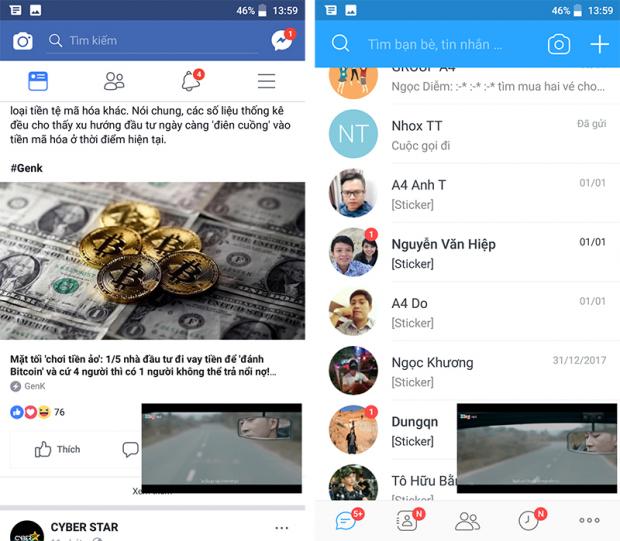 46% 13:59
Tìm kiếm
1
4
loại tiền tệ mã hóa khác. Nói chung, các số liệu thống kê
đều cho thấy xu hướng đầu tư ngày càng 'điên cuồng' vào
tiền mã hóa ở thời điểm hiện tại.
#Genk
Mặt tối 'chơi tiền ảo': 1/5 nhà đầu tư đi vay tiền để 'đánh
Bitcoin' và cứ 4 người thì có 1 người không thể trả nổi nợ!...
GenK
76
Thích
CYBER STAR
46% 13:59
Tìm bạn bè, tin nhắn ...
GROUP A4
Ngọc Diễm: :-* :-* :-* tìm mua hai vé cho...
NT
Nhox TT
Đã gửi
Cuộc gọi đi
A4 Anh T
01/01
[Sticker]
1
Nguyễn Văn Hiệp
01/01
[Sticker]
A4 Do
01/01
[Sticker]
Ngọc Khương
31/12/2017
[Sticker]
1
Dungqn
[Sticker]
Tô Hữu Bằn
[Sticker]
5+
N
N